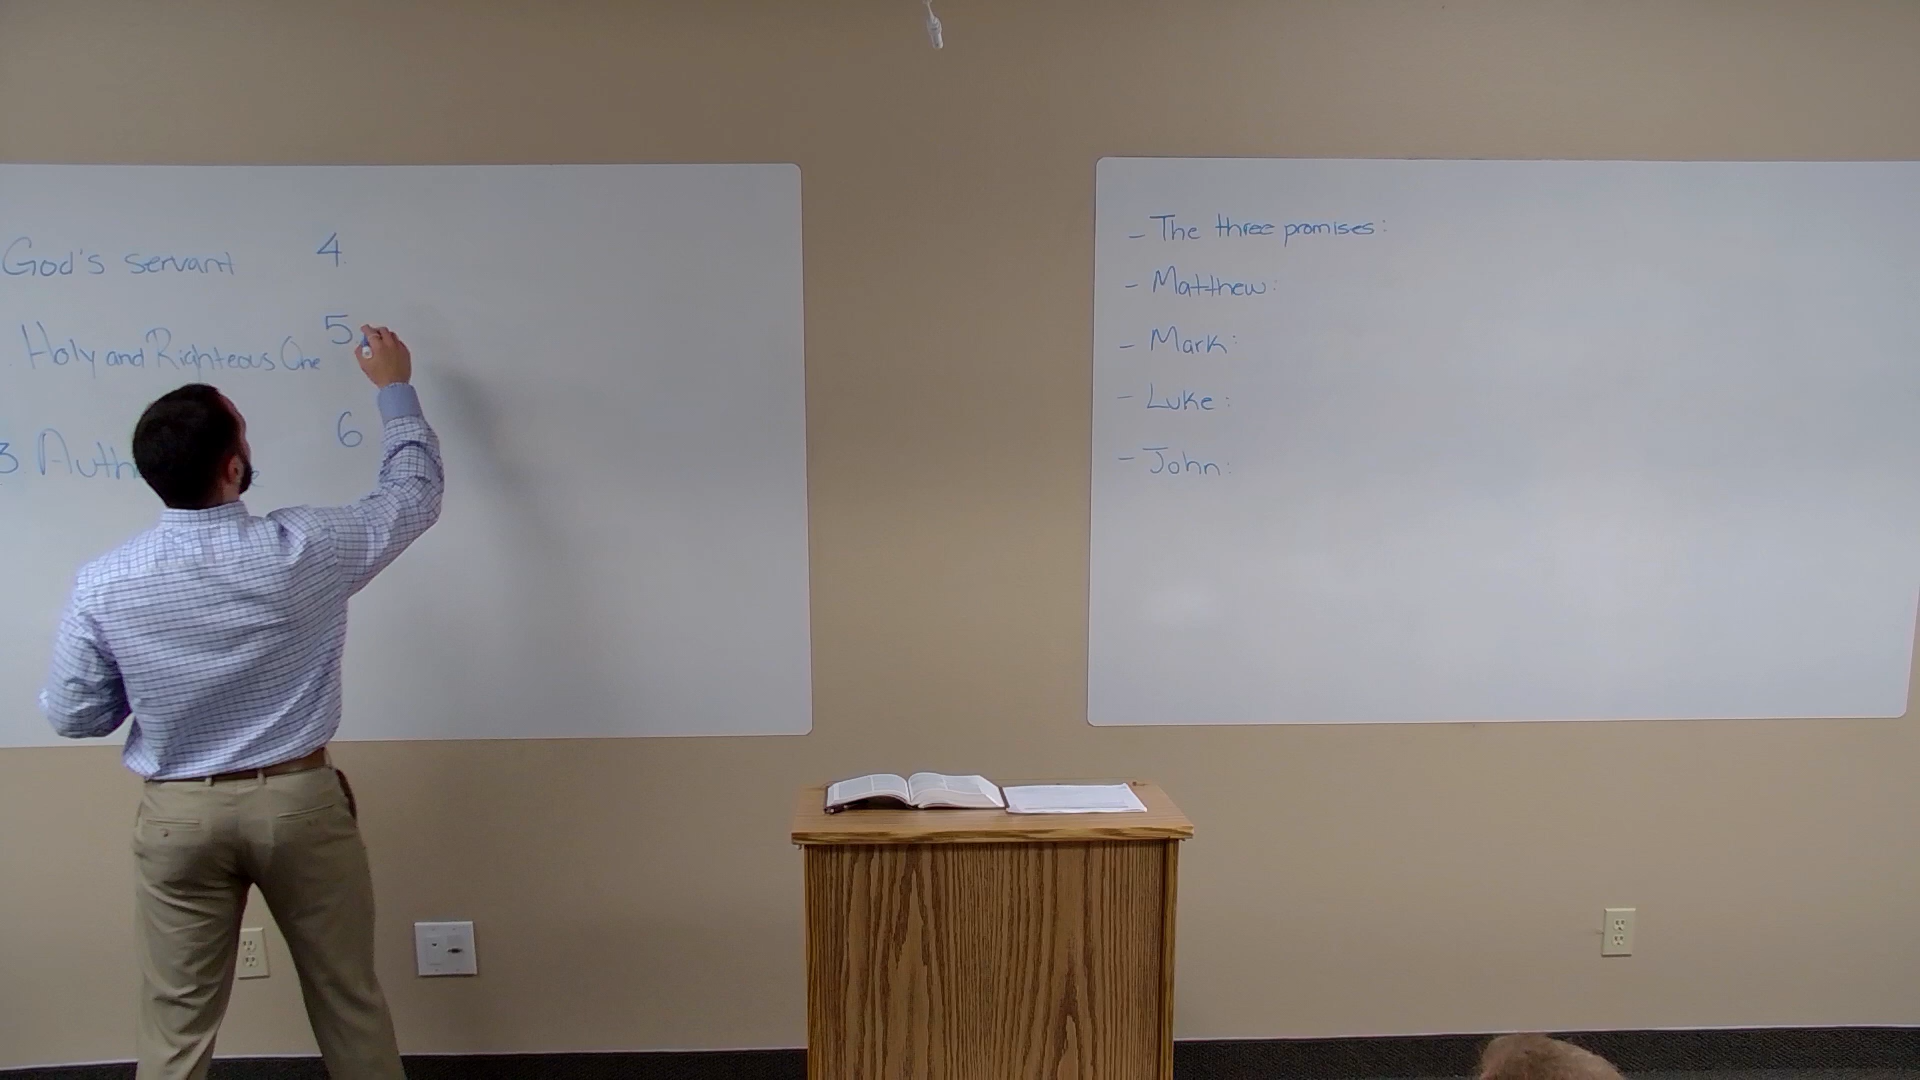 God's servant 4
Holy and Righteous One 5
3 Auth 6
- The three promises:
- Matthew:
- Mark:
- Luke:
- John: